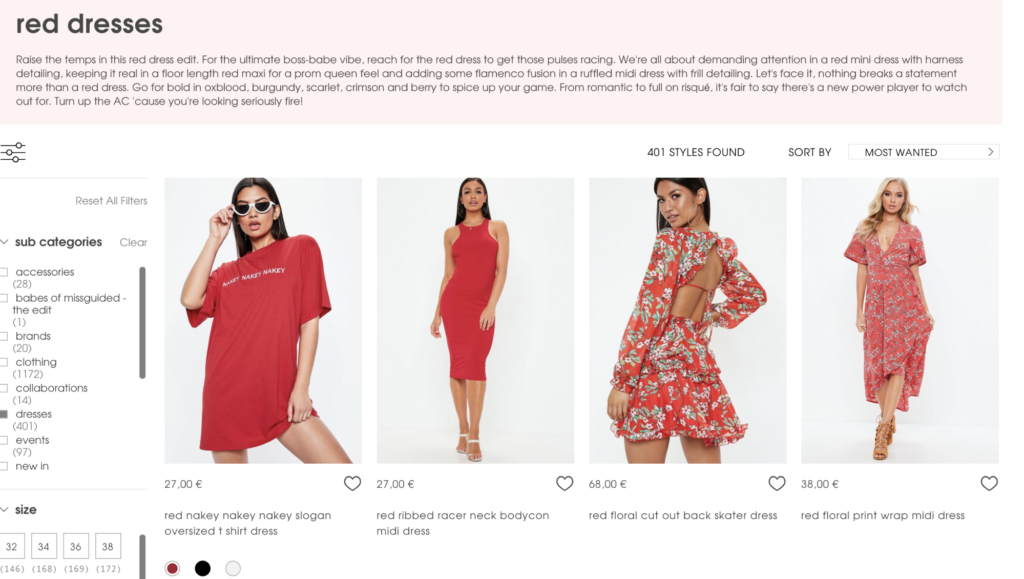 red dresses
Raise the temps in this red dress edit. For the ultimate boss-babe vibe, reach for the red dress to get those pulses racing. We're all about demanding attention in a red mini dress with harness
detailing, keeping it real in a floor length red maxi for a prom queen feel and adding some flamenco fusion in a ruffled midi dress with frill detailing. Let's face it, nothing breaks a statement
more than a red dress. Go for bold in oxblood, burgundy, scarlet, crimson and berry to spice up your game. From romantic to full on risqué, it's fair to say there's a new power player to watch
out for. Turn up the AC 'cause you're looking seriously fire!
401 STYLES FOUND
SORT BY
MOST WANTED
Reset All Filters
sub categories
Clear
accessories
(28)
babes of missguided -
the edit
(1)
brands
(20)
clothing
(1172)
collaborations
(14)
dresses
(401)
events
(97)
new in
size
32 34 36 38
(146) (168) (169) (172)
NAKEY NAKEY NAKEY
27,00 €
red nakey nakey nakey slogan
oversized t shirt dress
27,00 €
red ribbed racer neck bodycon
midi dress
68,00 €
red floral cut out back skater dress
38,00 €
red floral print wrap midi dress